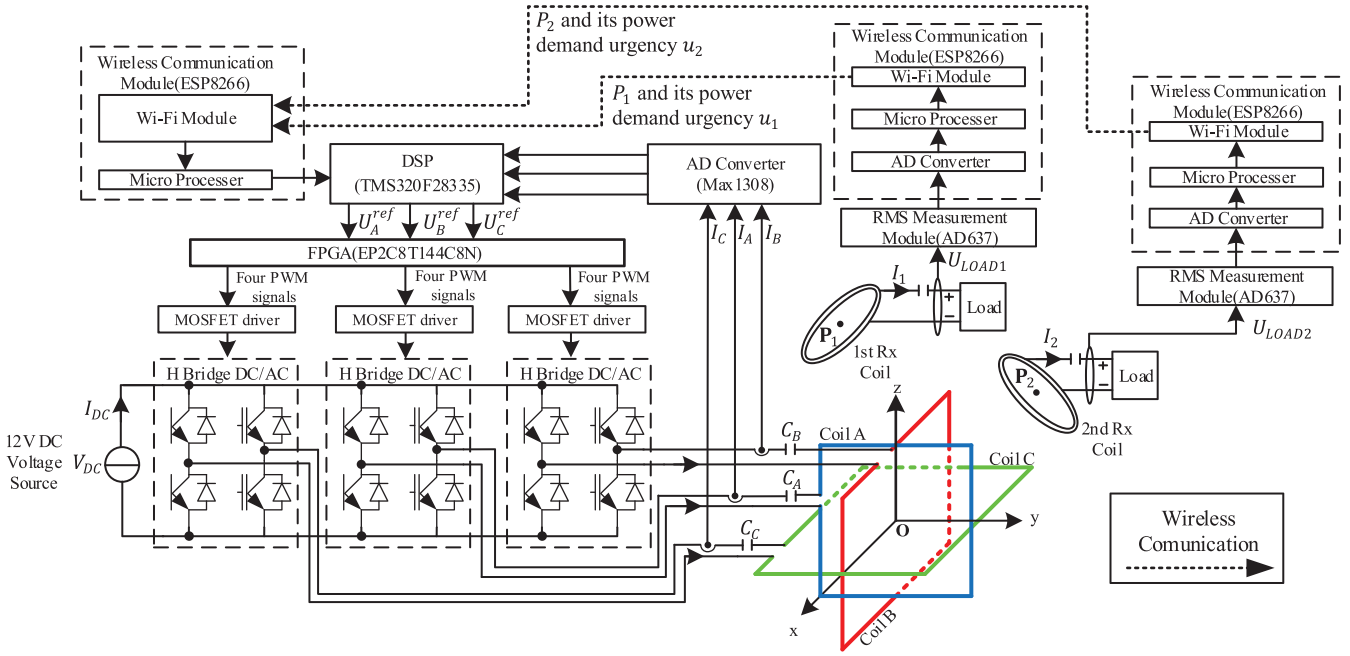 P₂ and its power
demand urgency u₂
Wireless Communication
Module(ESP8266)
Wi-Fi Module
Micro Processer
P₁ and its power
demand urgency u₁
DSP
(TMS320F28335)
AD Converter
(Max1308)
U_A^ref
U_B^ref
U_C^ref
I_C
I_A
I_B
FPGA(EP2C8T144C8N)
Four PWM
signals
Four PWM
signals
Four PWM
signals
MOSFET driver
MOSFET driver
MOSFET driver
H Bridge DC/AC
H Bridge DC/AC
H Bridge DC/AC
I_DC
12V DC
Voltage
Source
V_DC
Wireless Communication
Module(ESP8266)
Wi-Fi Module
Micro Processer
AD Converter
RMS Measurement
Module(AD637)
U_LOAD1
I₁
+
−
Load
P₁
1st Rx
Coil
Wireless Communication
Module(ESP8266)
Wi-Fi Module
Micro Processer
AD Converter
RMS Measurement
Module(AD637)
U_LOAD2
I₂
+
−
Load
P₂
2nd Rx
Coil
C_B
C_A
C_C
Coil A
Coil C
Coil B
z
y
x
O
Wireless
Comunication